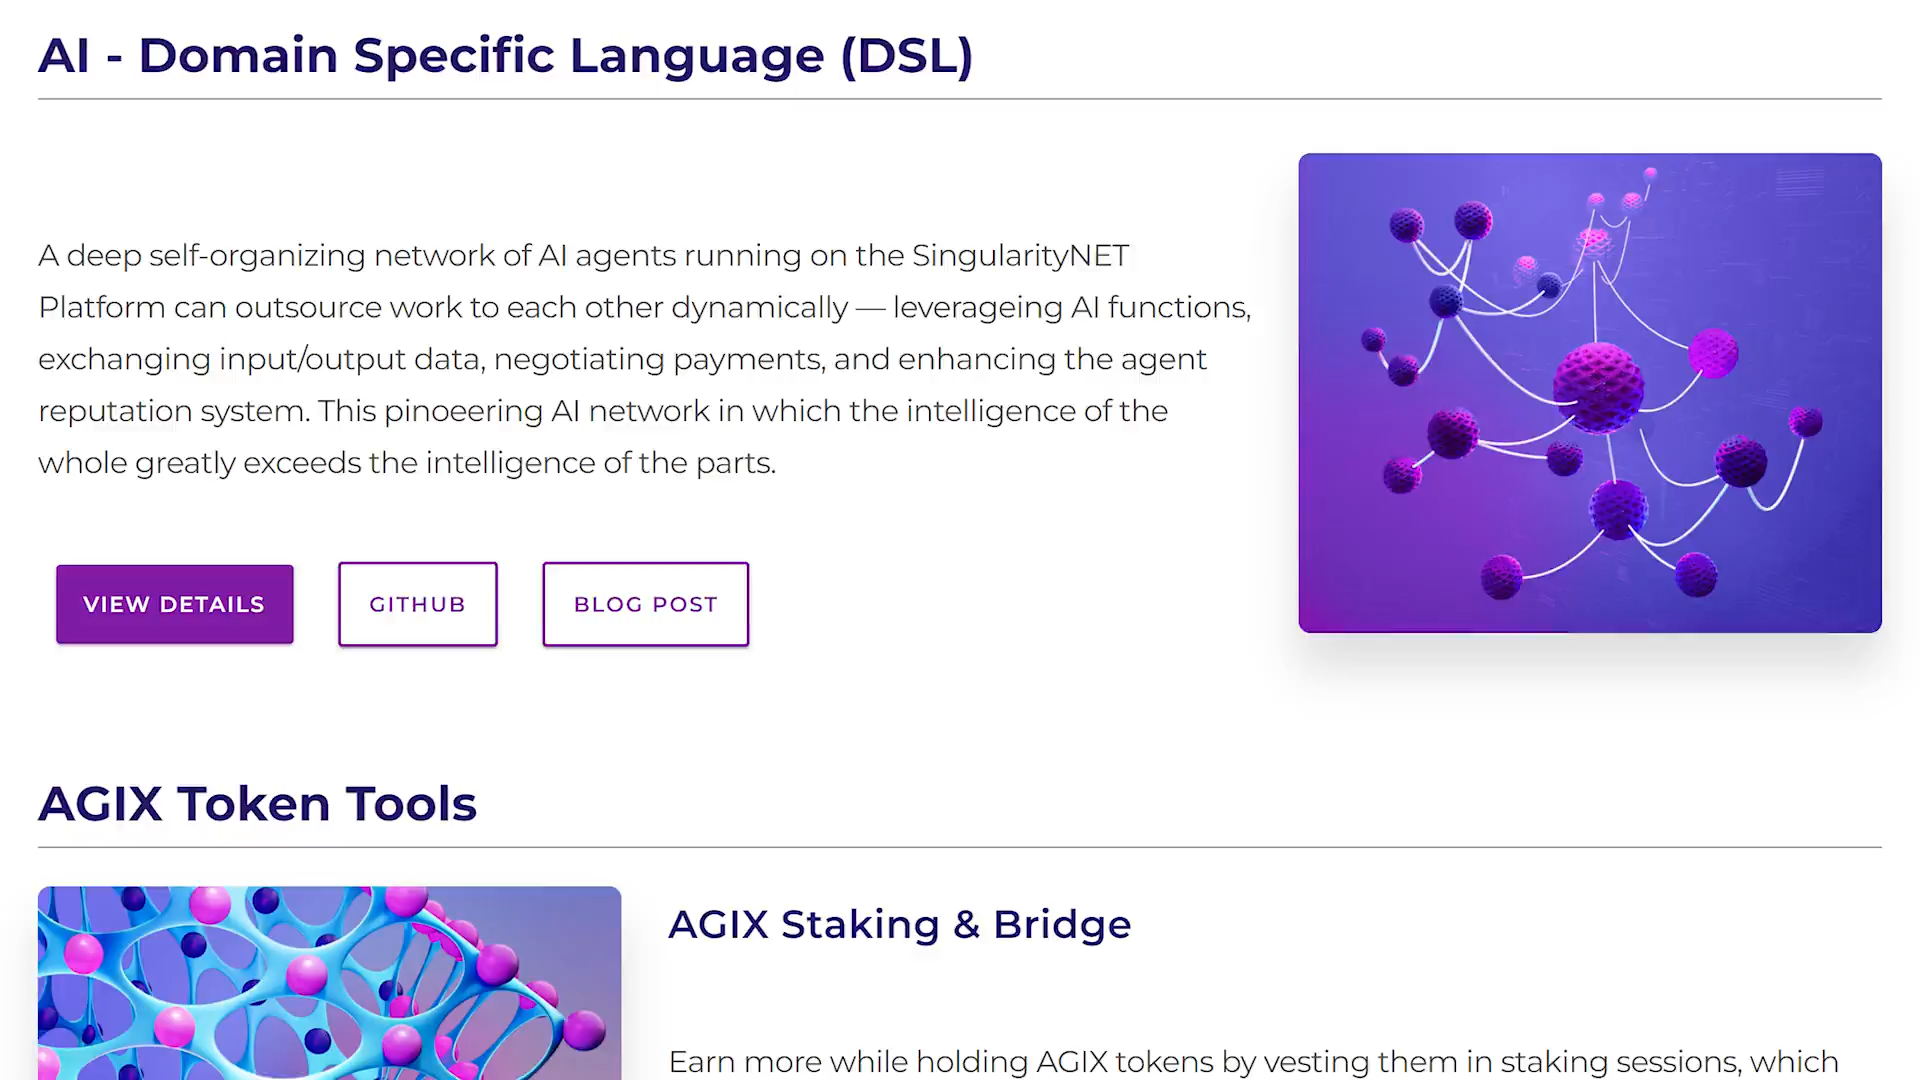 AI - Domain Specific Language (DSL)
A deep self-organizing network of AI agents running on the SingularityNET
Platform can outsource work to each other dynamically — leverageing AI functions,
exchanging input/output data, negotiating payments, and enhancing the agent
reputation system. This pinoeering AI network in which the intelligence of the
whole greatly exceeds the intelligence of the parts.
VIEW DETAILS
GITHUB
BLOG POST
AGIX Token Tools
AGIX Staking & Bridge
Earn more while holding AGIX tokens by vesting them in staking sessions, which